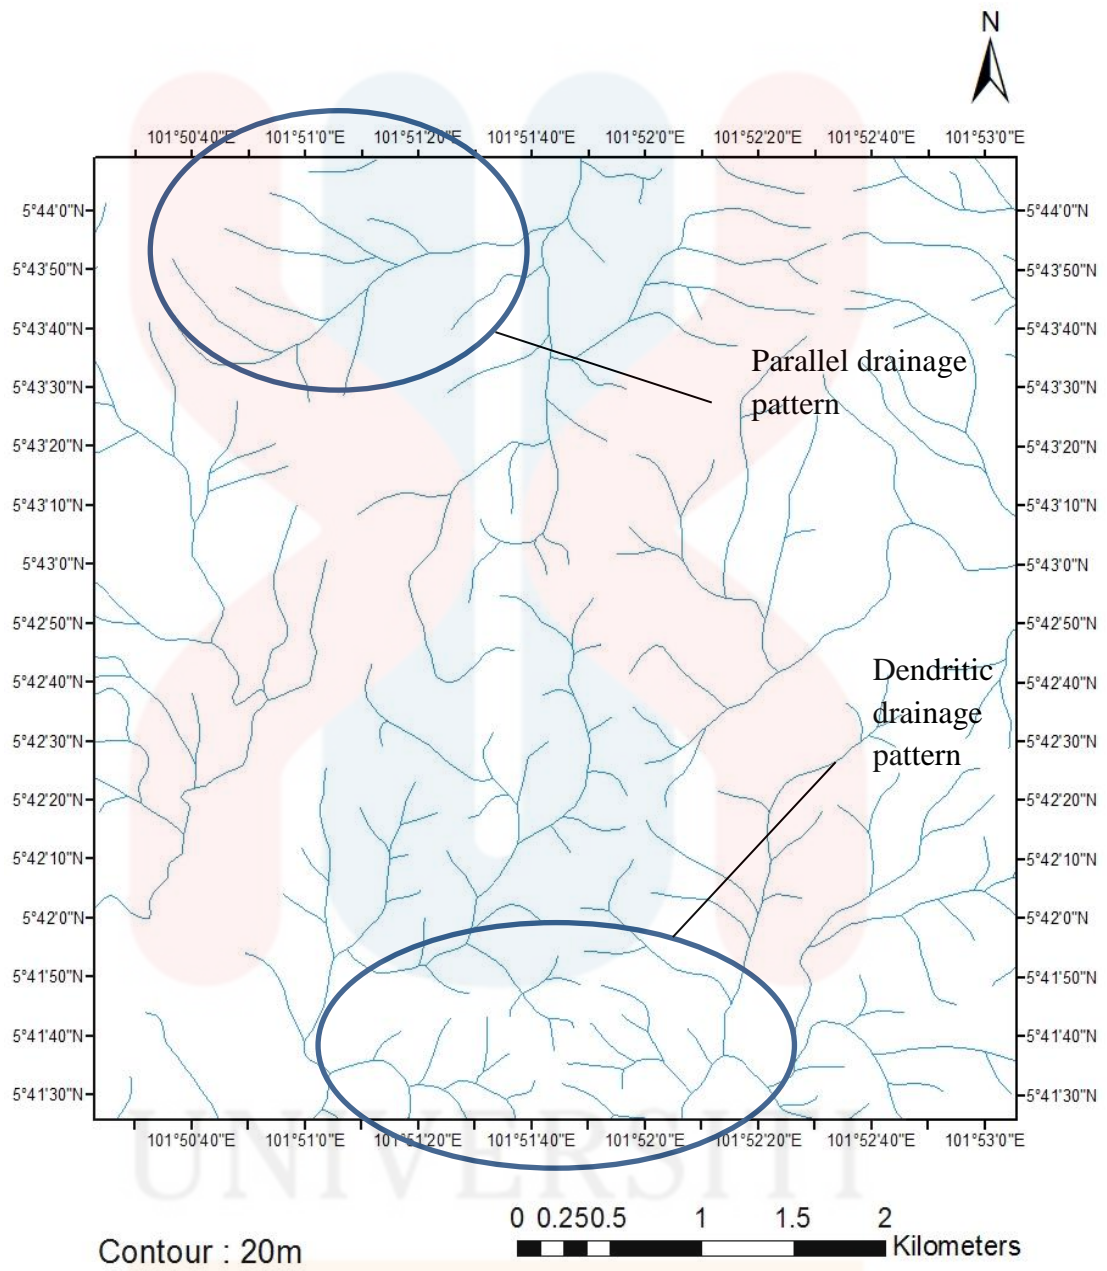 N
101°50'40"E 101°51'0"E 101°51'20"E 101°51'40"E 101°52'0"E 101°52'20"E 101°52'40"E 101°53'0"E
5°44'0"N 5°44'0"N
5°43'50"N 5°43'50"N
5°43'40"N 5°43'40"N
Parallel drainage
5°43'30"N 5°43'30"N
pattern
5°43'20"N 5°43'20"N
5°43'10"N 5°43'10"N
5°43'0"N 5°43'0"N
5°42'50"N 5°42'50"N
Dendritic
5°42'40"N 5°42'40"N
drainage
5°42'30"N 5°42'30"N
pattern
5°42'20"N 5°42'20"N
5°42'10"N 5°42'10"N
5°42'0"N 5°42'0"N
5°41'50"N 5°41'50"N
5°41'40"N 5°41'40"N
5°41'30"N 5°41'30"N
101°50'4"E 101°51'0"E 101°51'20"E 101°51'40"E 101°52'0"E 101°52'20"E 101°52'40"E 101°53'0"E
UNIVERSITI
0 0.250.5 1 1.5 2
Kilometers
Contour : 20m